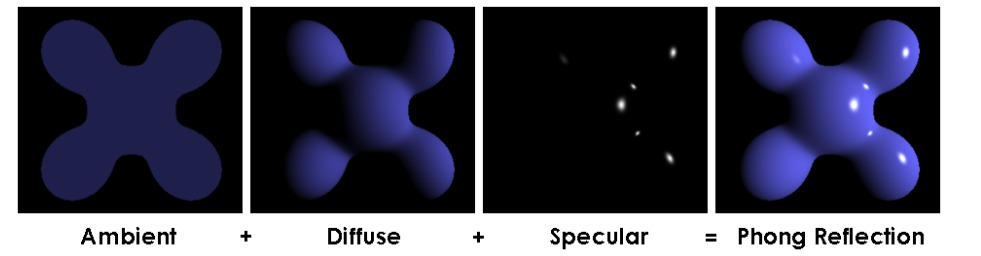 Ambient + Diffuse + Specular = Phong Reflection